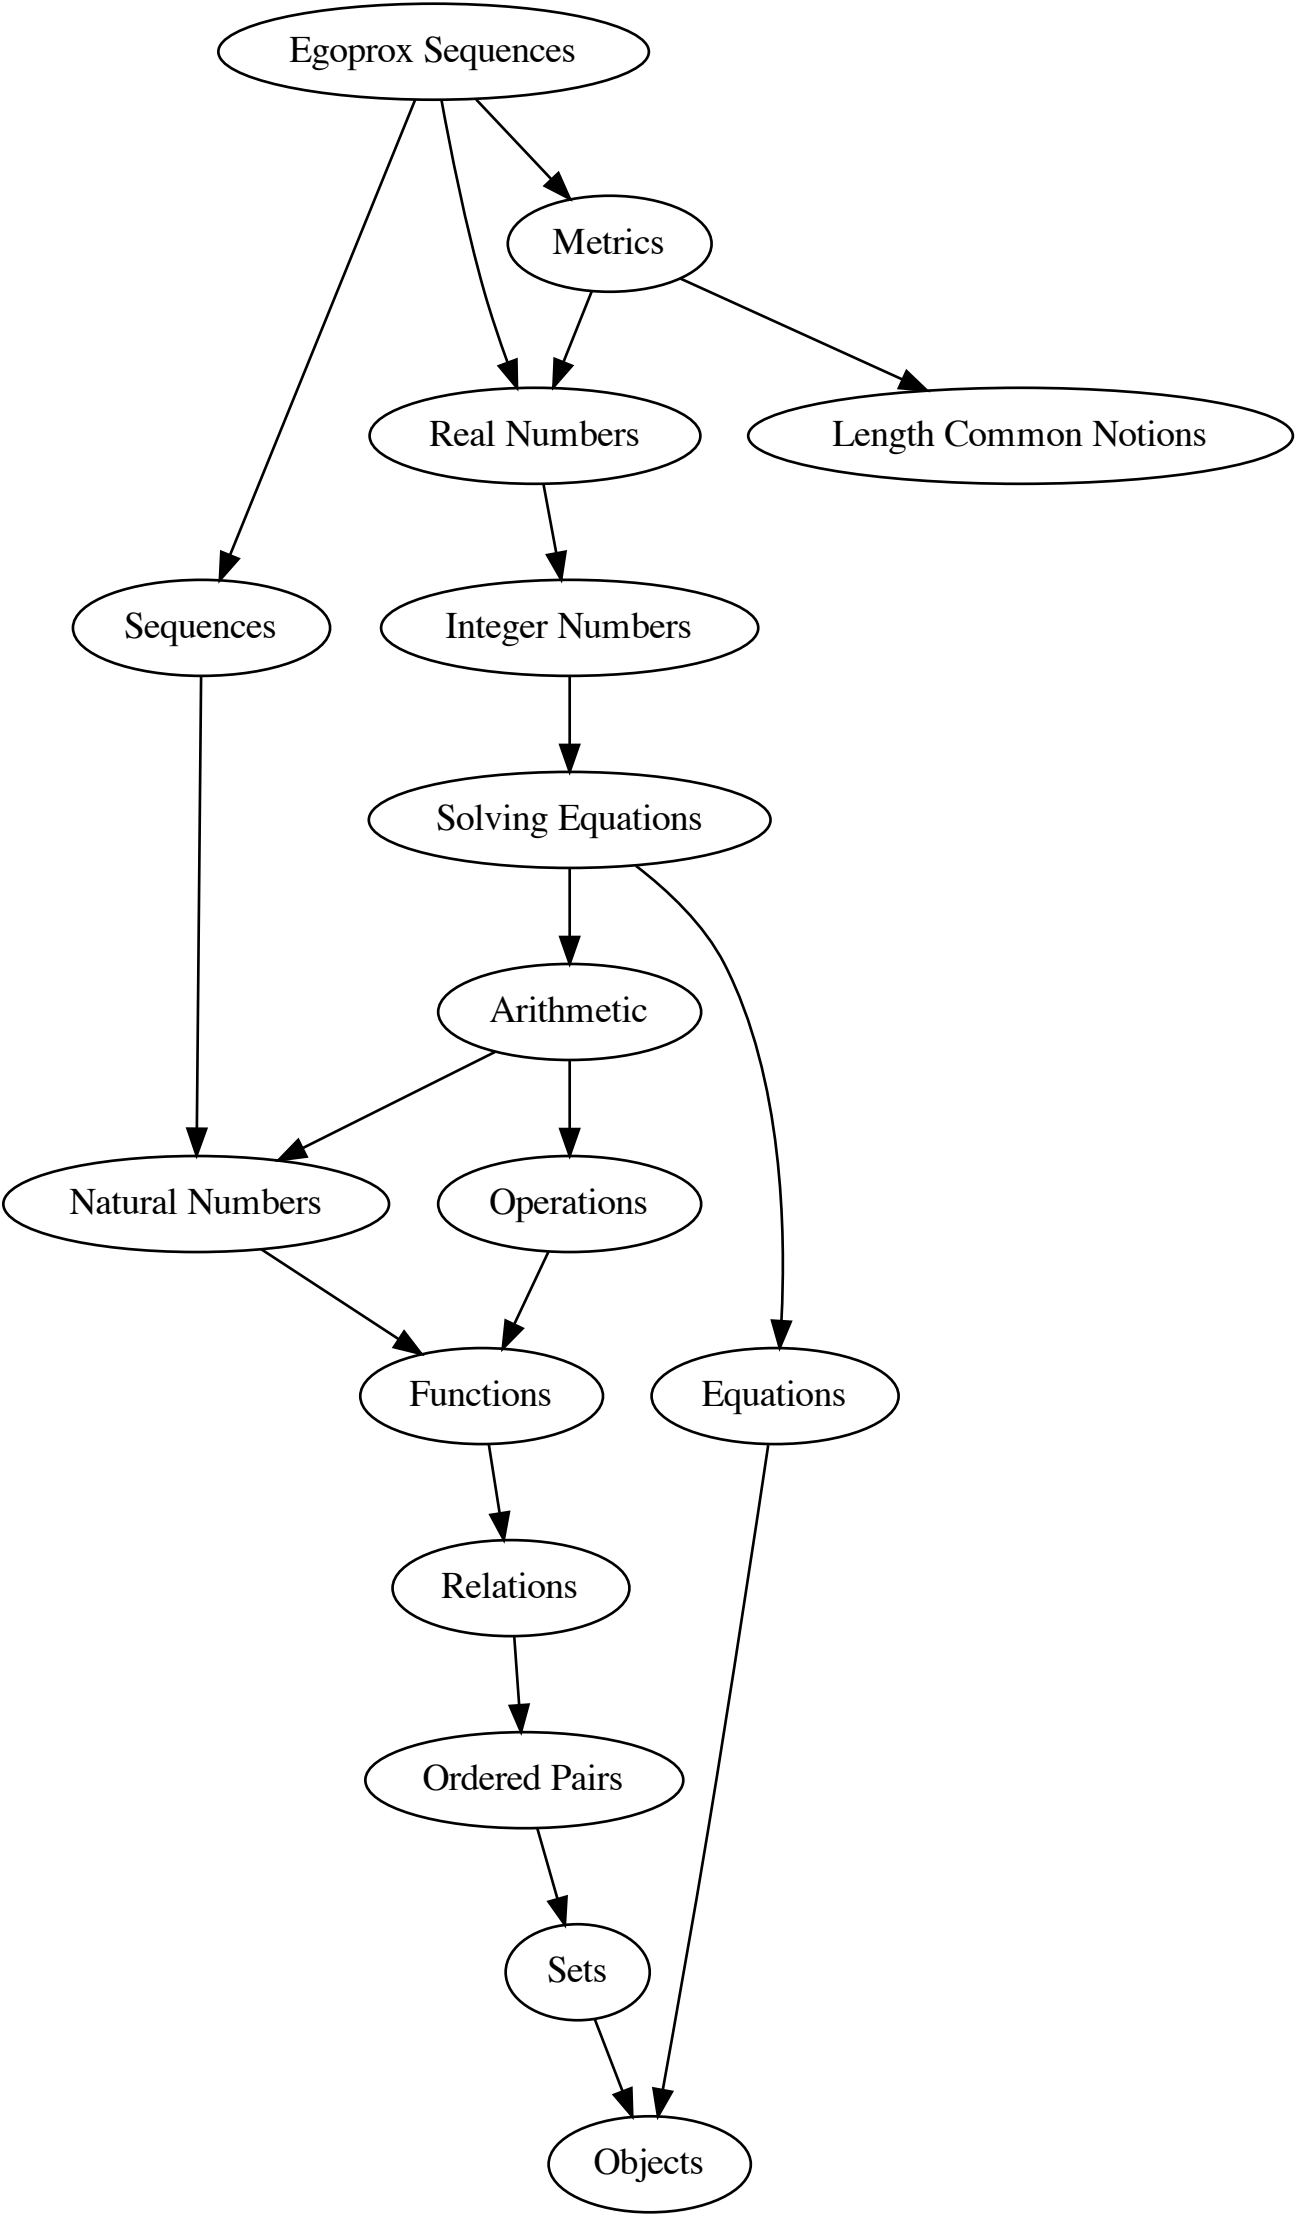 Egoprox Sequences
Metrics
Real Numbers
Length Common Notions
Sequences
Integer Numbers
Solving Equations
Arithmetic
Natural Numbers
Operations
Functions
Equations
Relations
Ordered Pairs
Sets
Objects